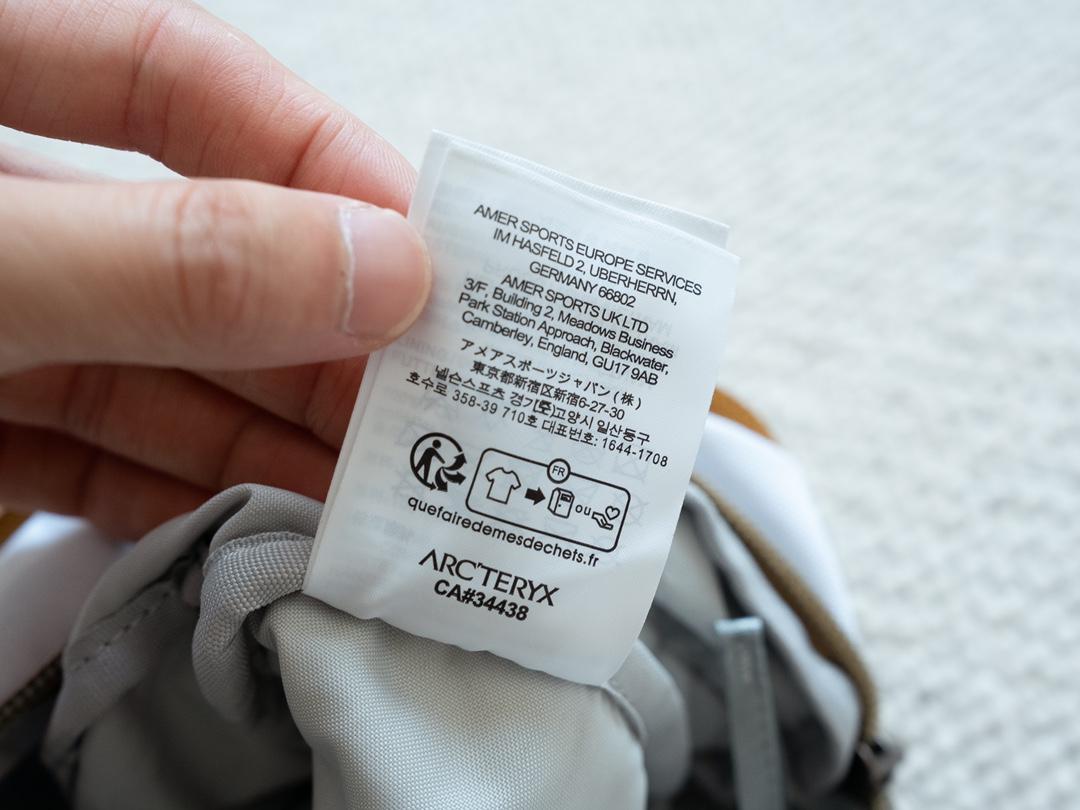 AMER SPORTS EUROPE SERVICES
IM HASFELD 2, UBERHERRN,
GERMANY 66802
AMER SPORTS UK LTD
3/F, Building 2, Meadows Business
Park Station Approach, Blackwater,
Camberley, England, GU17 9AB
アメアスポーツジャパン(株)
東京都新宿区新宿6-27-30
넬슨스포츠 경기(도)고양시 일산동구
호수로 358-39 710호 대표번호: 1644-1708
FR
ou
quefairedemesdechets.fr
ARC'TERYX
CA#34438